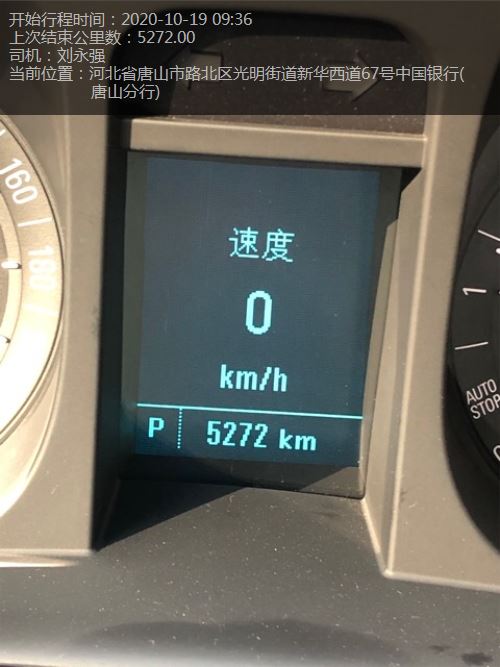 开始行程时间：2020-10-19 09:36
上次结束公里数：5272.00
司机：刘永强
当前位置：河北省唐山市路北区光明街道新华西道67号中国银行(
唐山分行)
160
180
速度
0
km/h
P 5272 km
1
AUTO
STOP